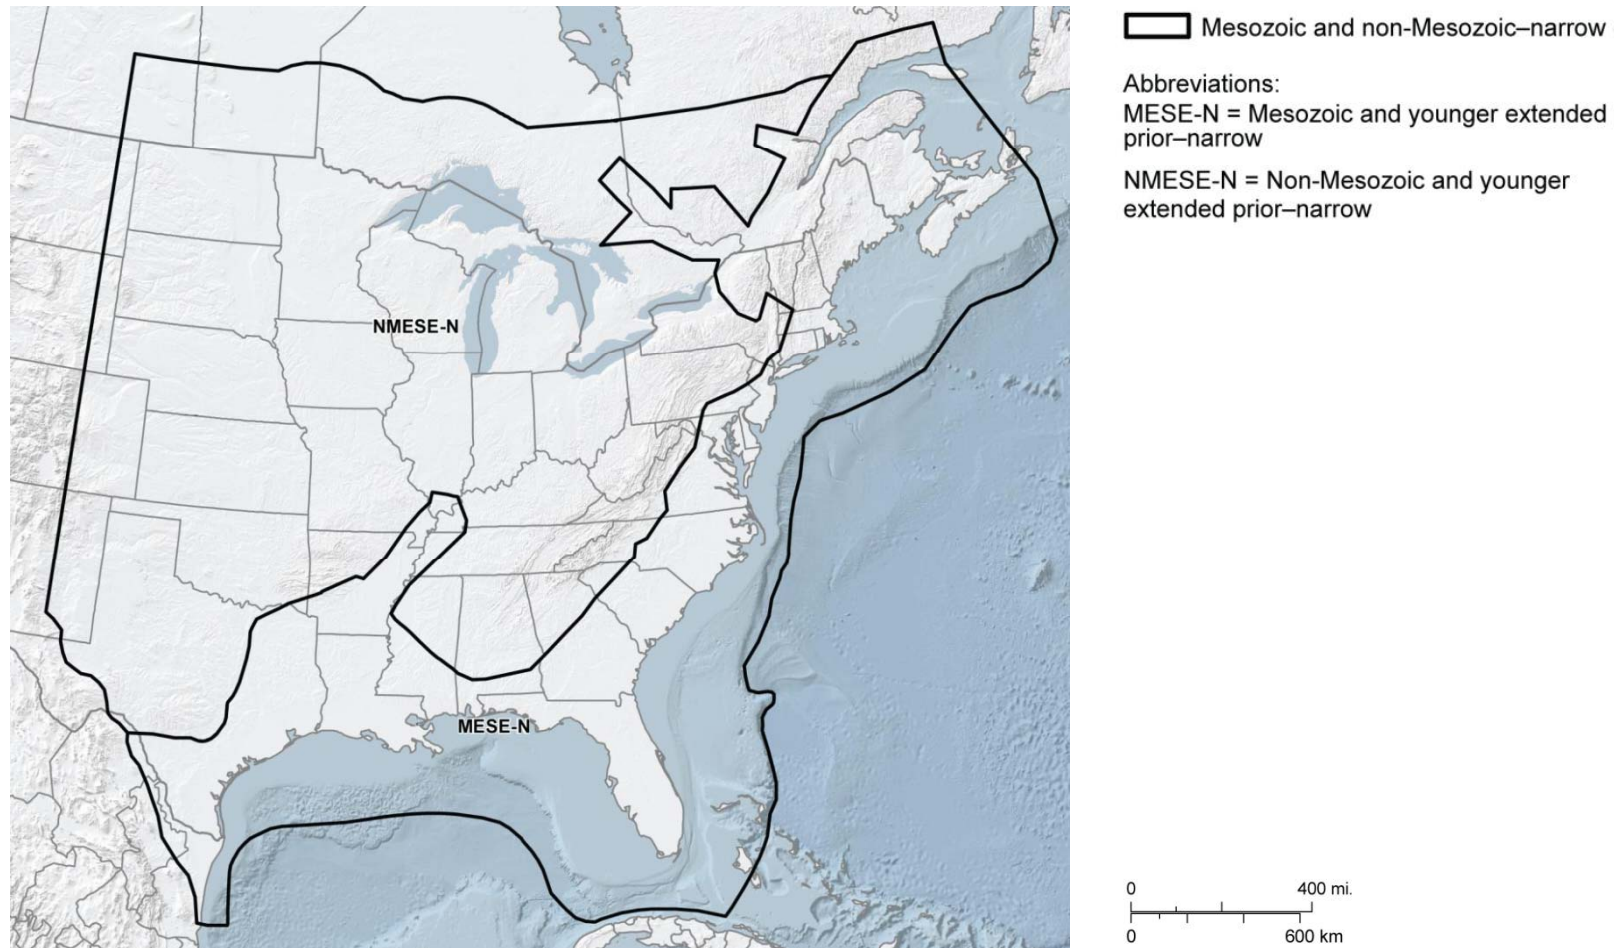 Mesozoic and non-Mesozoic–narrow
Abbreviations:
MESE-N = Mesozoic and younger extended
prior–narrow
NMESE-N = Non-Mesozoic and younger
extended prior–narrow
NMESE-N
MESE-N
0 400 mi.
0 600 km